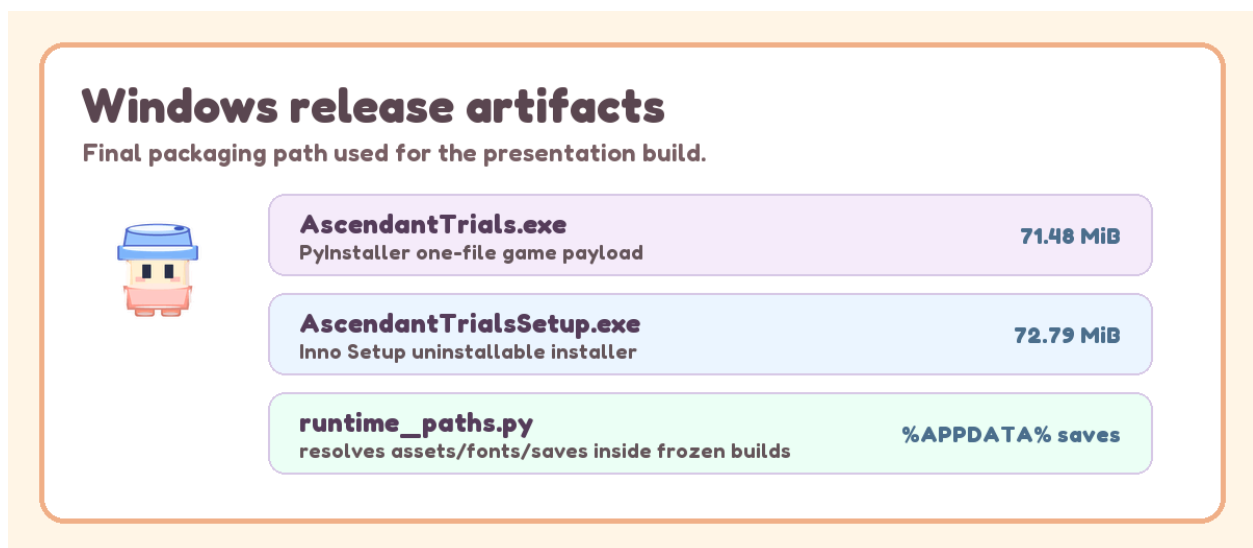 Windows release artifacts
Final packaging path used for the presentation build.
AscendantTrials.exe
PyInstaller one-file game payload
71.48 MiB
AscendantTrialsSetup.exe
Inno Setup uninstallable installer
72.79 MiB
runtime_paths.py
resolves assets/fonts/saves inside frozen builds
%APPDATA% saves